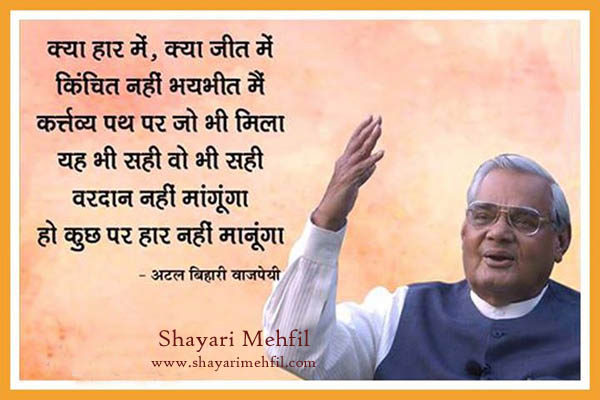 क्या हार में, क्या जीत में
किंचित नहीं भयभीत मैं
कर्त्तव्य पथ पर जो भी मिला
यह भी सही वो भी सही
वरदान नहीं मांगूंगा
हो कुछ पर हार नहीं मानूंगा
- अटल बिहारी वाजपेयी
Shayari Mehfil
www.shayarimehfil.com